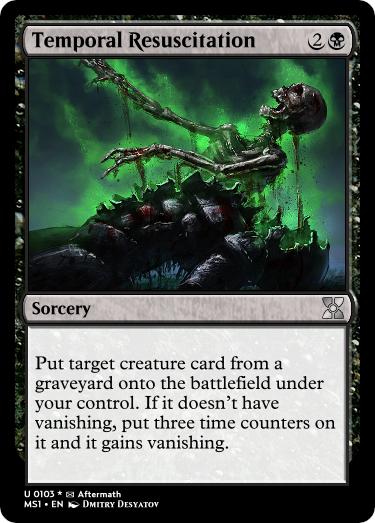 Temporal Resuscitation 2
Sorcery
Put target creature card from a
graveyard onto the battlefield under
your control. If it doesn't have
vanishing, put three time counters on
it and it gains vanishing.
U 0103 * Aftermath
MS1 • EN Dmitry Desyatov